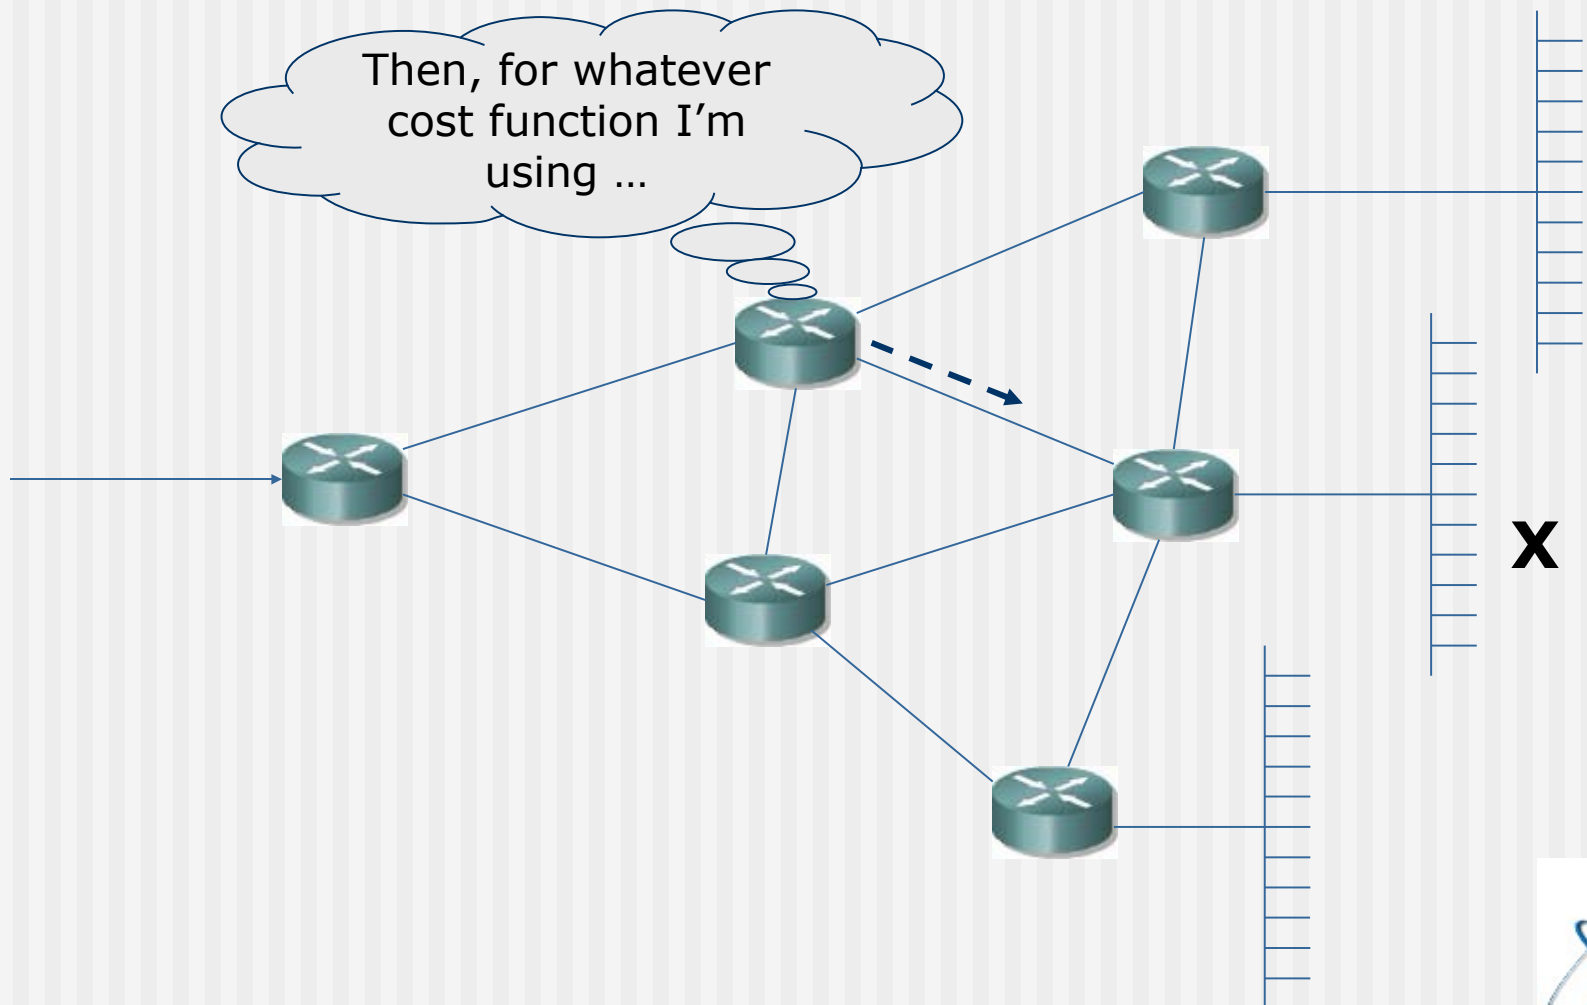 Then, for whatever
cost function I’m
using …
X